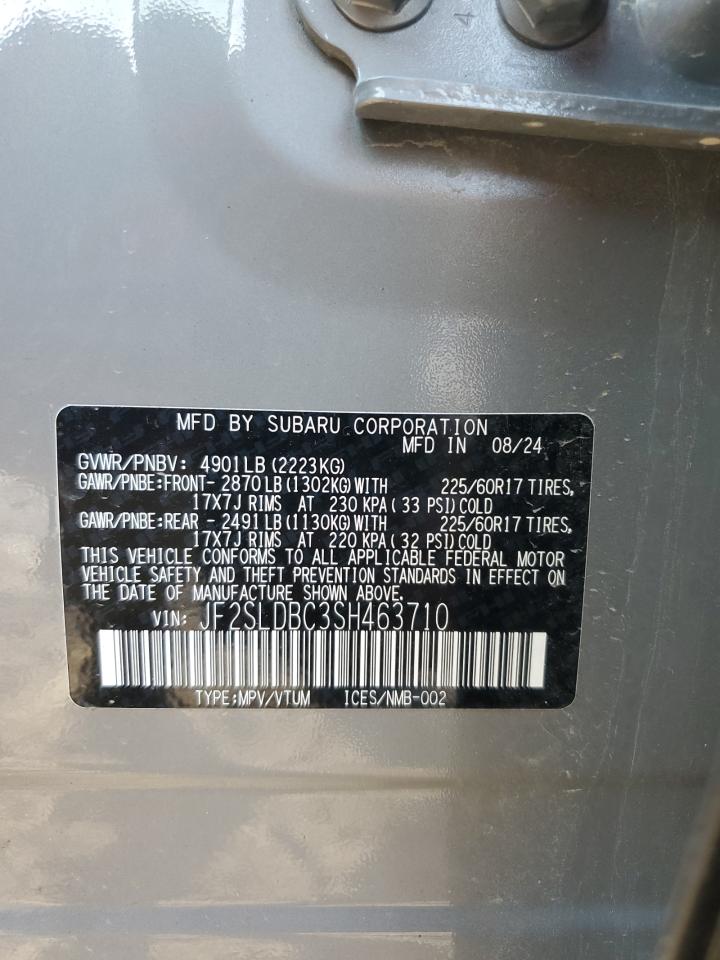 4
MFD BY SUBARU CORPORATION
MFD IN 08/24
GVWR/PNBV: 4901LB(2223KG)
GAWR/PNBE:FRONT- 2870LB(1302KG)WITH 225/60R17 TIRES,
17X7J RIMS AT 230 KPA(33 PSI)COLD
GAWR/PNBE:REAR - 2491LB(1130KG)WITH 225/60R17 TIRES,
17X7J RIMS AT 220 KPA(32 PSI)COLD
THIS VEHICLE CONFORMS TO ALL APPLICABLE FEDERAL MOTOR
VEHICLE SAFETY AND THEFT PREVENTION STANDARDS IN EFFECT ON
THE DATE OF MANUFACTURE SHOWN ABOVE.
VIN: JF2SLDBC3SH463710
TYPE:MPV/VTUM ICES/NMB-002